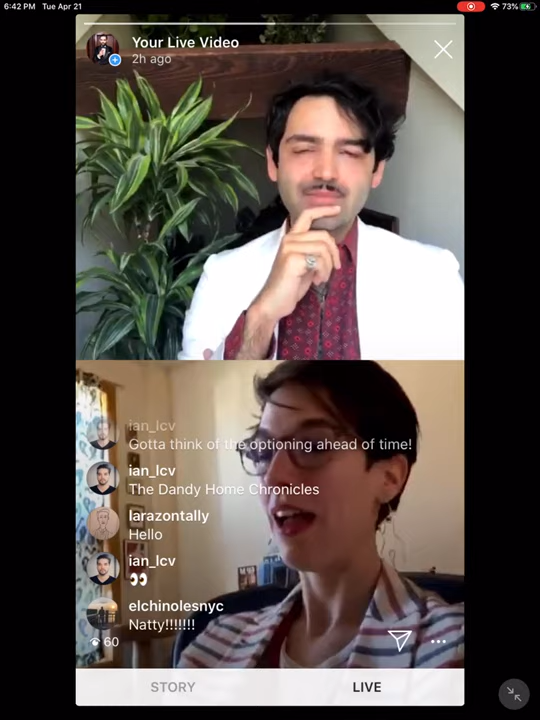 6:42 PM Tue Apr 21
73%
Your Live Video
2h ago
ian_lcv
Gotta think of the optioning ahead of time!
ian_lcv
The Dandy Home Chronicles
larazontally
Hello
ian_lcv
👀
elchinolesnyc
Natty!!!!!!!
60
STORY
LIVE